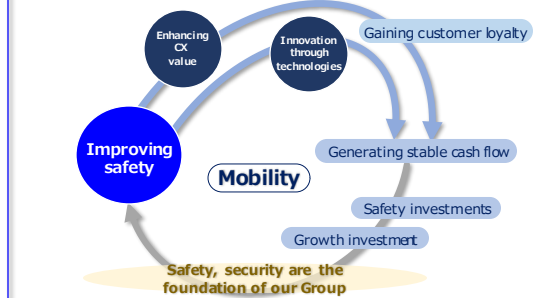 Enhancing
CX
value
Innovation
through
technologies
Gaining customer loyalty
Improving
safety
Generating stable cash flow
Mobility
Safety investments
Growth investment
Safety, security are the
foundation of our Group